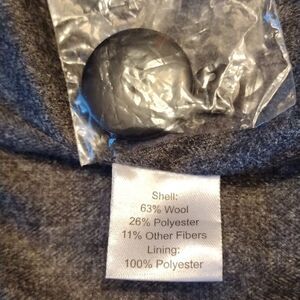 Shell:
63% Wool
26% Polyester
11% Other Fibers
Lining:
100% Polyester